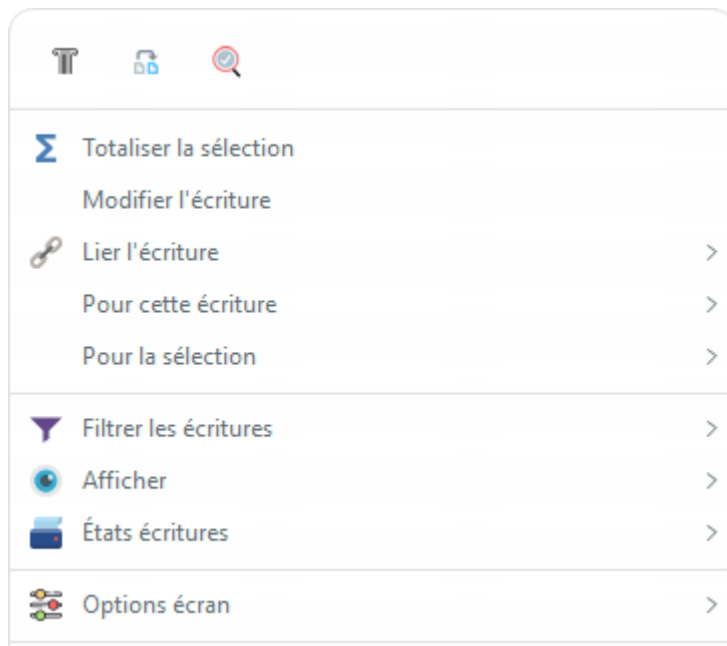 Totaliser la sélection
Modifier l'écriture
Lier l'écriture
Pour cette écriture
Pour la sélection
Filtrer les écritures
Afficher
États écritures
Options écran